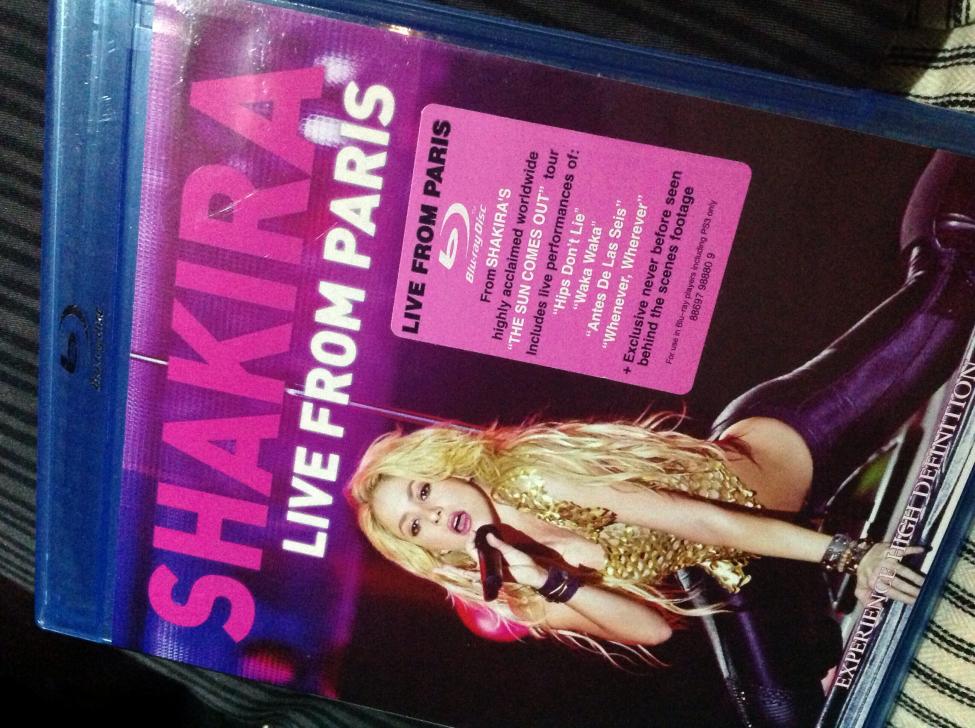 SHAKIRA
LIVE FROM PARIS
LIVE FROM PARIS
Blu-ray Disc
From SHAKIRA'S
highly acclaimed worldwide
"THE SUN COMES OUT" tour
Includes live performances of:
"Hips Don't Lie"
"Waka Waka"
"Antes De Las Seis"
"Whenever, Wherever"
+ Exclusive never before seen
behind the scenes footage
For use in Blu-ray players including PS3 only
88697 98880 9
EXPERIENCE HIGH DEFINITION